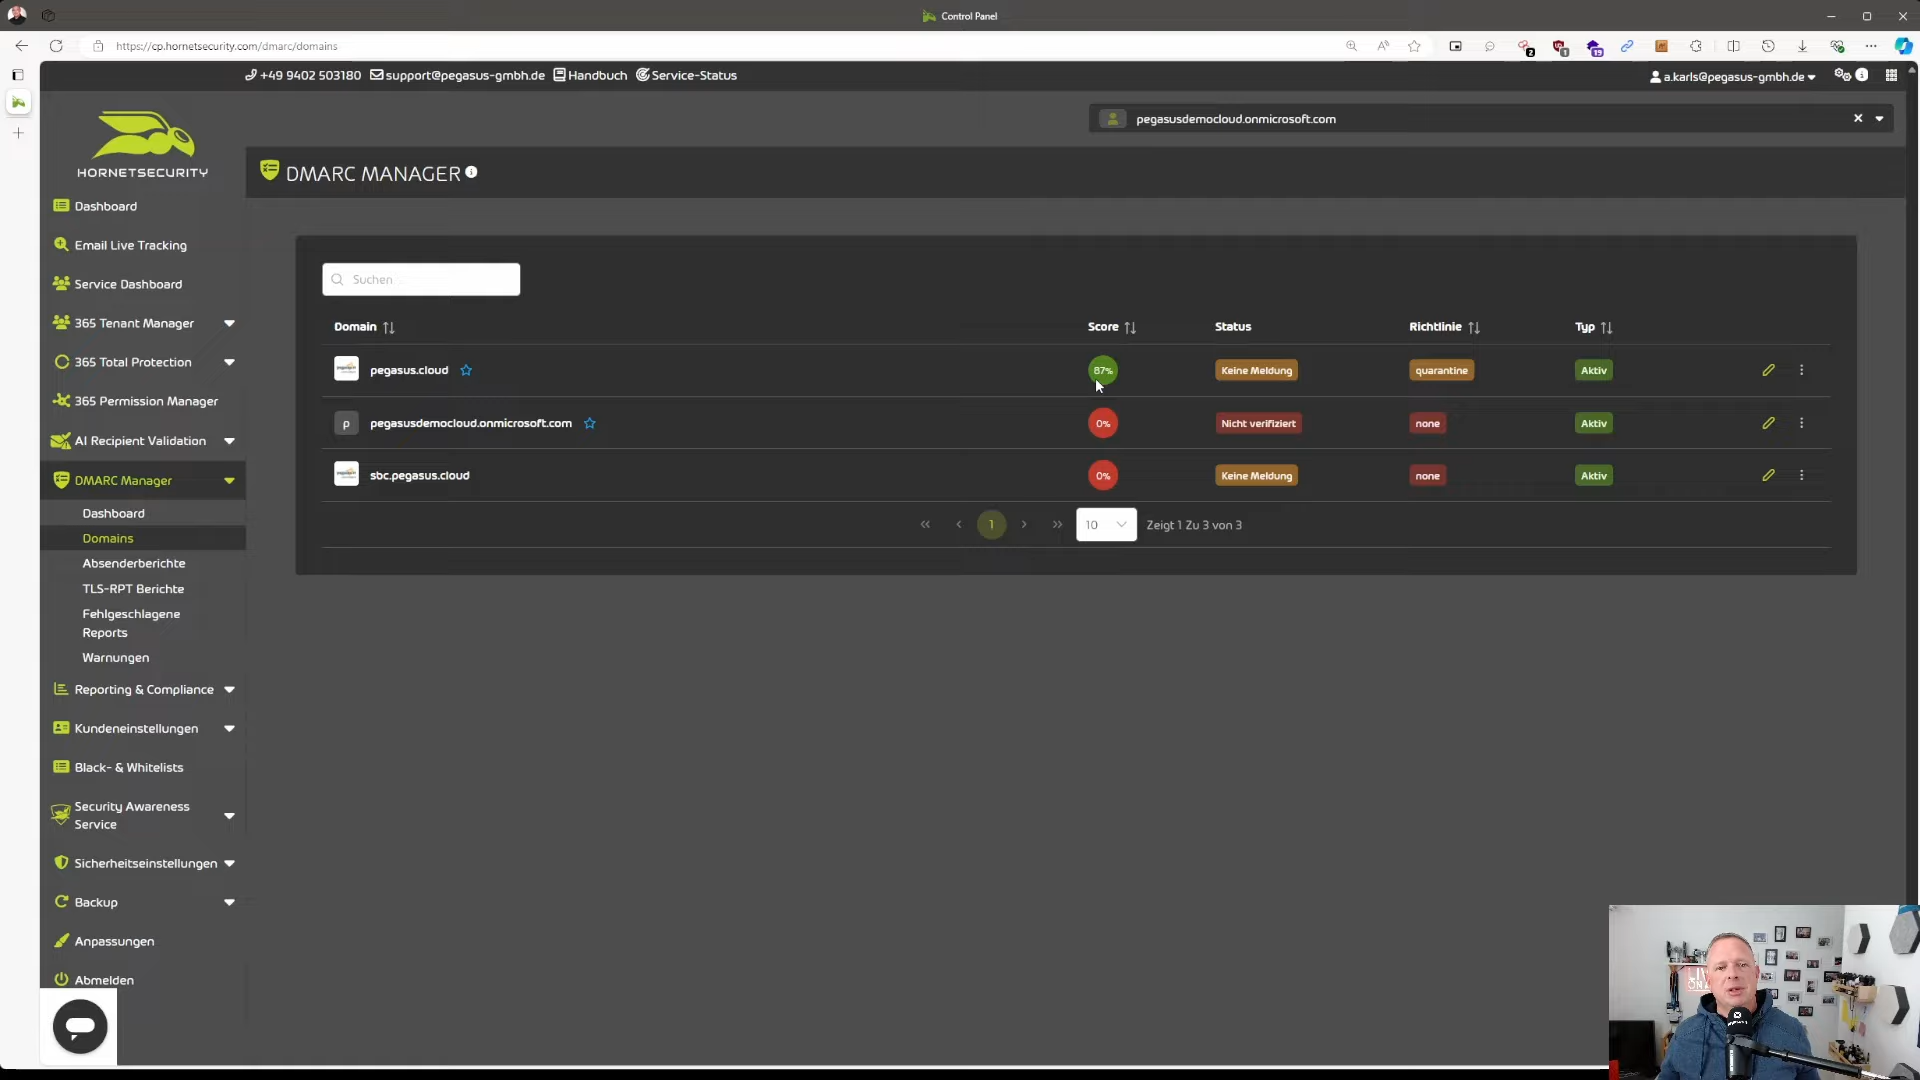 Control Panel
https://cp.hornetsecurity.com/dmarc/domains
2
1
19
+49 9402 503180 support@pegasus-gmbh.de Handbuch Service-Status
a.karls@pegasus-gmbh.de
HORNETSECURITY
pegasusdemocloud.onmicrosoft.com
DMARC MANAGER
Dashboard
Email Live Tracking
Service Dashboard
365 Tenant Manager
365 Total Protection
365 Permission Manager
AI Recipient Validation
DMARC Manager
Dashboard
Domains
Absenderberichte
TLS-RPT Berichte
Fehlgeschlagene
Reports
Warnungen
Reporting & Compliance
Kundeneinstellungen
Black- & Whitelists
Security Awareness
Service
Sicherheitseinstellungen
Backup
Anpassungen
Abmelden
Suchen
Domain Score Status Richtlinie Typ
pegasus.cloud 87% Keine Meldung quarantine Aktiv
p pegasusdemocloud.onmicrosoft.com 0% Nicht verifiziert none Aktiv
sbc.pegasus.cloud 0% Keine Meldung none Aktiv
1 10 Zeigt 1 Zu 3 von 3